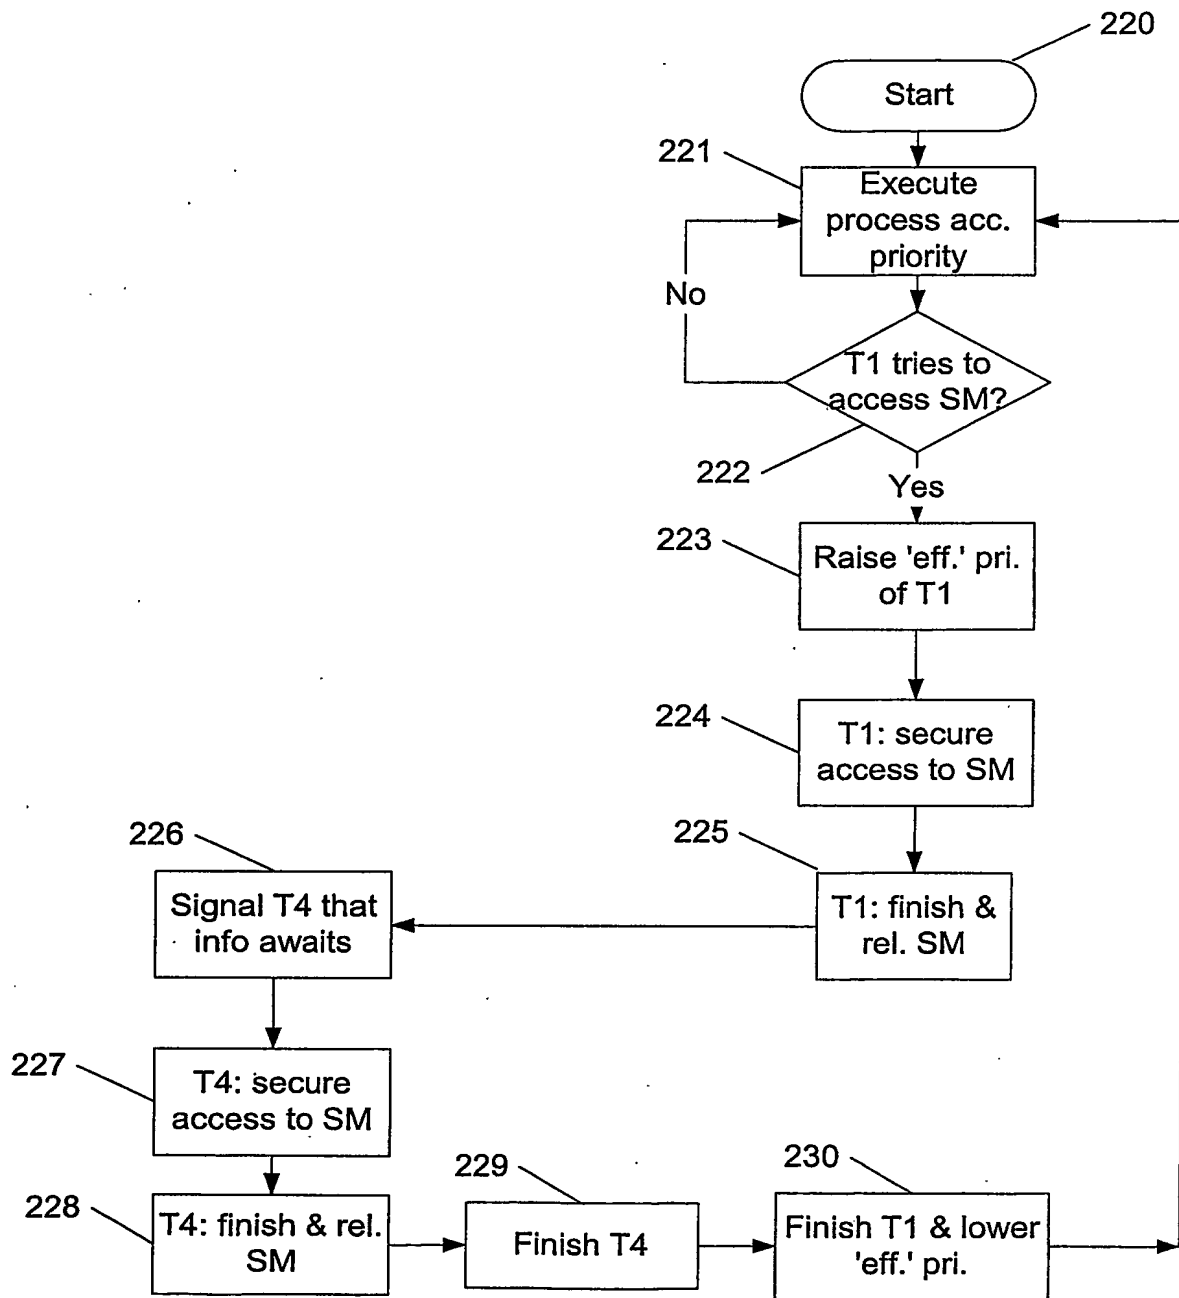 220
Start
221
Execute
process acc.
priority
No
T1 tries to
access SM?
222
Yes
223
Raise 'eff.' pri.
of T1
224
T1: secure
access to SM
225
T1: finish &
rel. SM
226
Signal T4 that
info awaits
227
T4: secure
access to SM
228
T4: finish & rel.
SM
229
Finish T4
230
Finish T1 & lower
'eff.' pri.